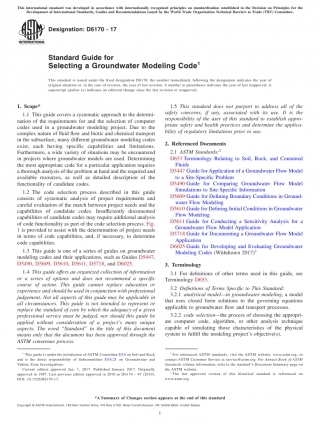 This international standard was developed in accordance with internationally recognized principles on standardization established in the Decision on Principles for the
Development of International Standards, Guides and Recommendations issued by the World Trade Organization Technical Barriers to Trade (TBT) Committee.
INTERNATIONAL
Designation: D6170 − 17
Standard Guide for
Selecting a Groundwater Modeling Code1
This standard is issued under the fixed designation D6170; the number immediately following the designation indicates the year of
original adoption or, in the case of revision, the year of last revision. A number in parentheses indicates the year of last reapproval. A
superscript epsilon (ε) indicates an editorial change since the last revision or reapproval.
1. Scope*
1.1 This guide covers a systematic approach to the determi-
nation of the requirements for and the selection of computer
codes used in a groundwater modeling project. Due to the
complex nature of fluid flow and biotic and chemical transport
in the subsurface, many different groundwater modeling codes
exist, each having specific capabilities and limitations.
Furthermore, a wide variety of situations may be encountered
in projects where groundwater models are used. Determining
the most appropriate code for a particular application requires
a thorough analysis of the problem at hand and the required and
available resources, as well as detailed description of the
functionality of candidate codes.
1.2 The code selection process described in this guide
consists of systematic analysis of project requirements and
careful evaluation of the match between project needs and the
capabilities of candidate codes. Insufficiently documented
capabilities of candidate codes may require additional analysis
of code functionality as part of the code selection process. Fig.
1 is provided to assist with the determination of project needs
in terms of code capabilities, and, if necessary, to determine
code capabilities.
1.3 This guide is one of a series of guides on groundwater
modeling codes and their applications, such as Guides D5447,
D5490, D5609, D5610, D5611, D5718, and D6025.
1.4 This guide offers an organized collection of information
or a series of options and does not recommend a specific
course of action. This guide cannot replace education or
experience and should be used in conjunction with professional
judgement. Not all aspects of this guide may be applicable in
all circumstances. This guide is not intended to represent or
replace the standard of care by which the adequacy of a given
professional service must be judged, nor should this guide be
applied without consideration of a project's many unique
aspects. The word "Standard" in the title of this document
means only that the document has been approved through the
ASTM consensus process.
1.5 This standard does not purport to address all of the
safety concerns, if any, associated with its use. It is the
responsibility of the user of this standard to establish appro-
priate safety and health practices and determine the applica-
bility of regulatory limitations prior to use.
2. Referenced Documents
2.1 ASTM Standards:2
D653 Terminology Relating to Soil, Rock, and Contained
Fluids
D5447 Guide for Application of a Groundwater Flow Model
to a Site-Specific Problem
D5490 Guide for Comparing Groundwater Flow Model
Simulations to Site-Specific Information
D5609 Guide for Defining Boundary Conditions in Ground-
water Flow Modeling
D5610 Guide for Defining Initial Conditions in Groundwater
Flow Modeling
D5611 Guide for Conducting a Sensitivity Analysis for a
Groundwater Flow Model Application
D5718 Guide for Documenting a Groundwater Flow Model
Application
D6025 Guide for Developing and Evaluating Groundwater
Modeling Codes (Withdrawn 2017)3
3. Terminology
3.1 For definitions of other terms used in this guide, see
Terminology D653.
3.2 Definitions of Terms Specific to This Standard:
3.2.1 analytical model—in groundwater modeling, a model
that uses closed form solutions to the governing equations
applicable to groundwater flow and transport processes.
3.2.2 code selection—the process of choosing the appropri-
ate computer code, algorithm, or other analysis technique
capable of simulating those characteristics of the physical
system to fulfill the modeling project's objective(s).
1 This guide is under the jurisdiction of ASTM Committee D18 on Soil and Rock
and is the direct responsibility of Subcommittee D18.21 on Groundwater and
Vadose Zone Investigations.
Current edition approved Jan. 1, 2017. Published January 2017. Originally
approved in 1997. Last previous edition approved in 2010 as D6170 – 97 (2010).
DOI: 10.1520/D6170-17.
2 For referenced ASTM standards, visit the ASTM website, www.astm.org, or
contact ASTM Customer Service at service@astm.org. For Annual Book of ASTM
Standards volume information, refer to the standard's Document Summary page on
the ASTM website.
3 The last approved version of this historical standard is referenced on
www.astm.org.
*A Summary of Changes section appears at the end of this standard
Copyright © ASTM International, 100 Barr Harbor Drive, PO Box C700, West Conshohocken, PA 19428-2959. United States
1